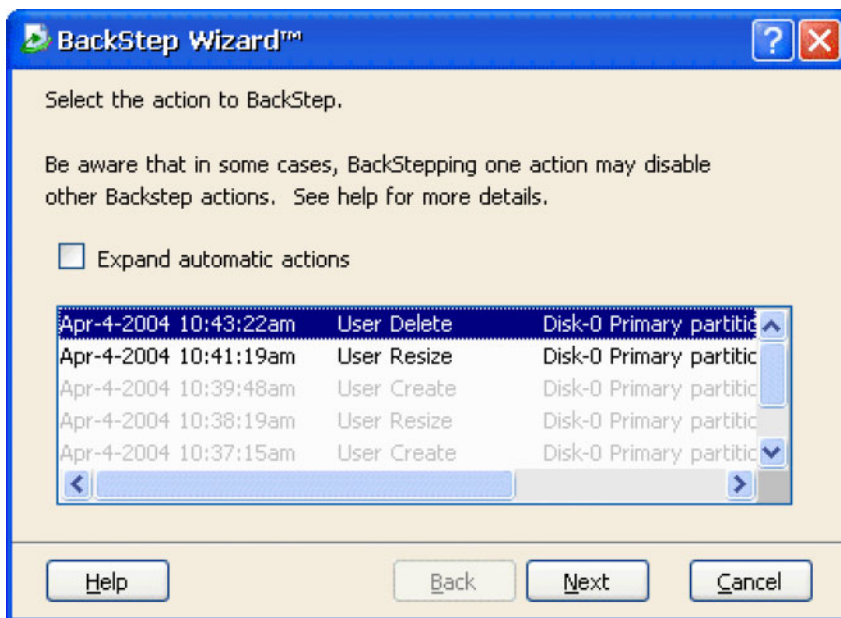 BackStep Wizard™
Select the action to BackStep.
Be aware that in some cases, BackStepping one action may disable
other Backstep actions. See help for more details.
Expand automatic actions
Apr-4-2004 10:43:22am User Delete Disk-0 Primary partitic
Apr-4-2004 10:41:19am User Resize Disk-0 Primary partitic
Apr-4-2004 10:39:48am User Create Disk-0 Primary partitic
Apr-4-2004 10:38:19am User Resize Disk-0 Primary partitic
Apr-4-2004 10:37:15am User Create Disk-0 Primary partitic
Help Back Next Cancel